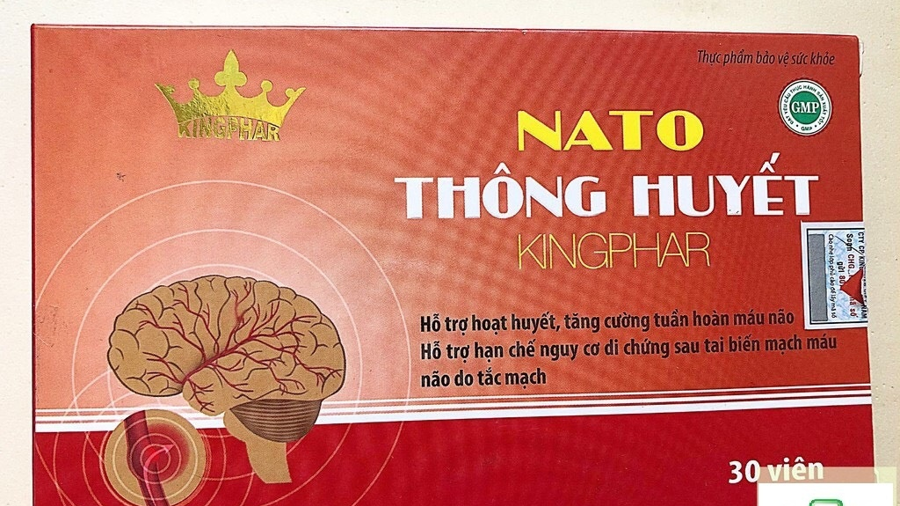 Thực phẩm bảo vệ sức khỏe
KINGPHAR
GMP
NATO
THÔNG HUYẾT
KINGPHAR
Hỗ trợ hoạt huyết, tăng cường tuần hoàn máu não
Hỗ trợ hạn chế nguy cơ di chứng sau tai biến mạch máu
não do tắc mạch
30 viên